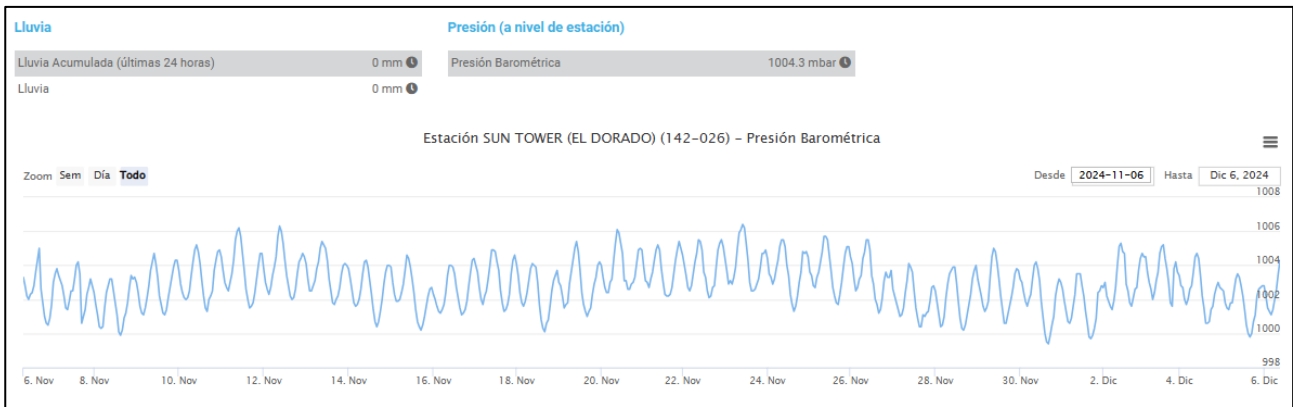 Lluvia
Lluvia Acumulada (últimas 24 horas) 0 mm
Lluvia 0 mm
Presión (a nivel de estación)
Presión Barométrica 1004.3 mbar
Estación SUN TOWER (EL DORADO) (142-026) – Presión Barométrica
Zoom Sem Día Todo
Desde 2024-11-06 Hasta Dic 6, 2024
1008
1006
1004
1002
1000
998
6. Nov 8. Nov 10. Nov 12. Nov 14. Nov 16. Nov 18. Nov 20. Nov 22. Nov 24. Nov 26. Nov 28. Nov 30. Nov 2. Dic 4. Dic 6. Dic